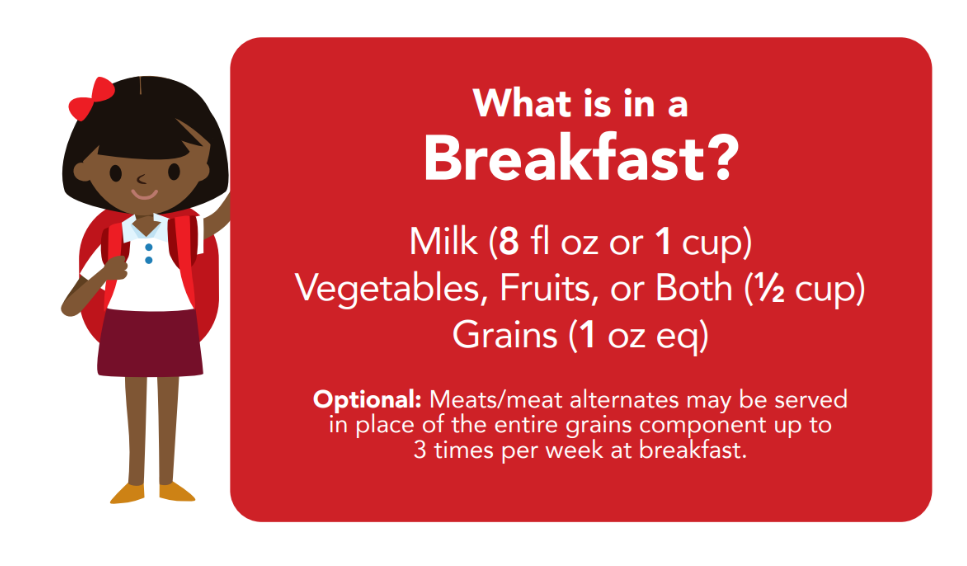 What is in a
Breakfast?
Milk (8 fl oz or 1 cup)
Vegetables, Fruits, or Both (½ cup)
Grains (1 oz eq)
Optional: Meats/meat alternates may be served
in place of the entire grains component up to
3 times per week at breakfast.